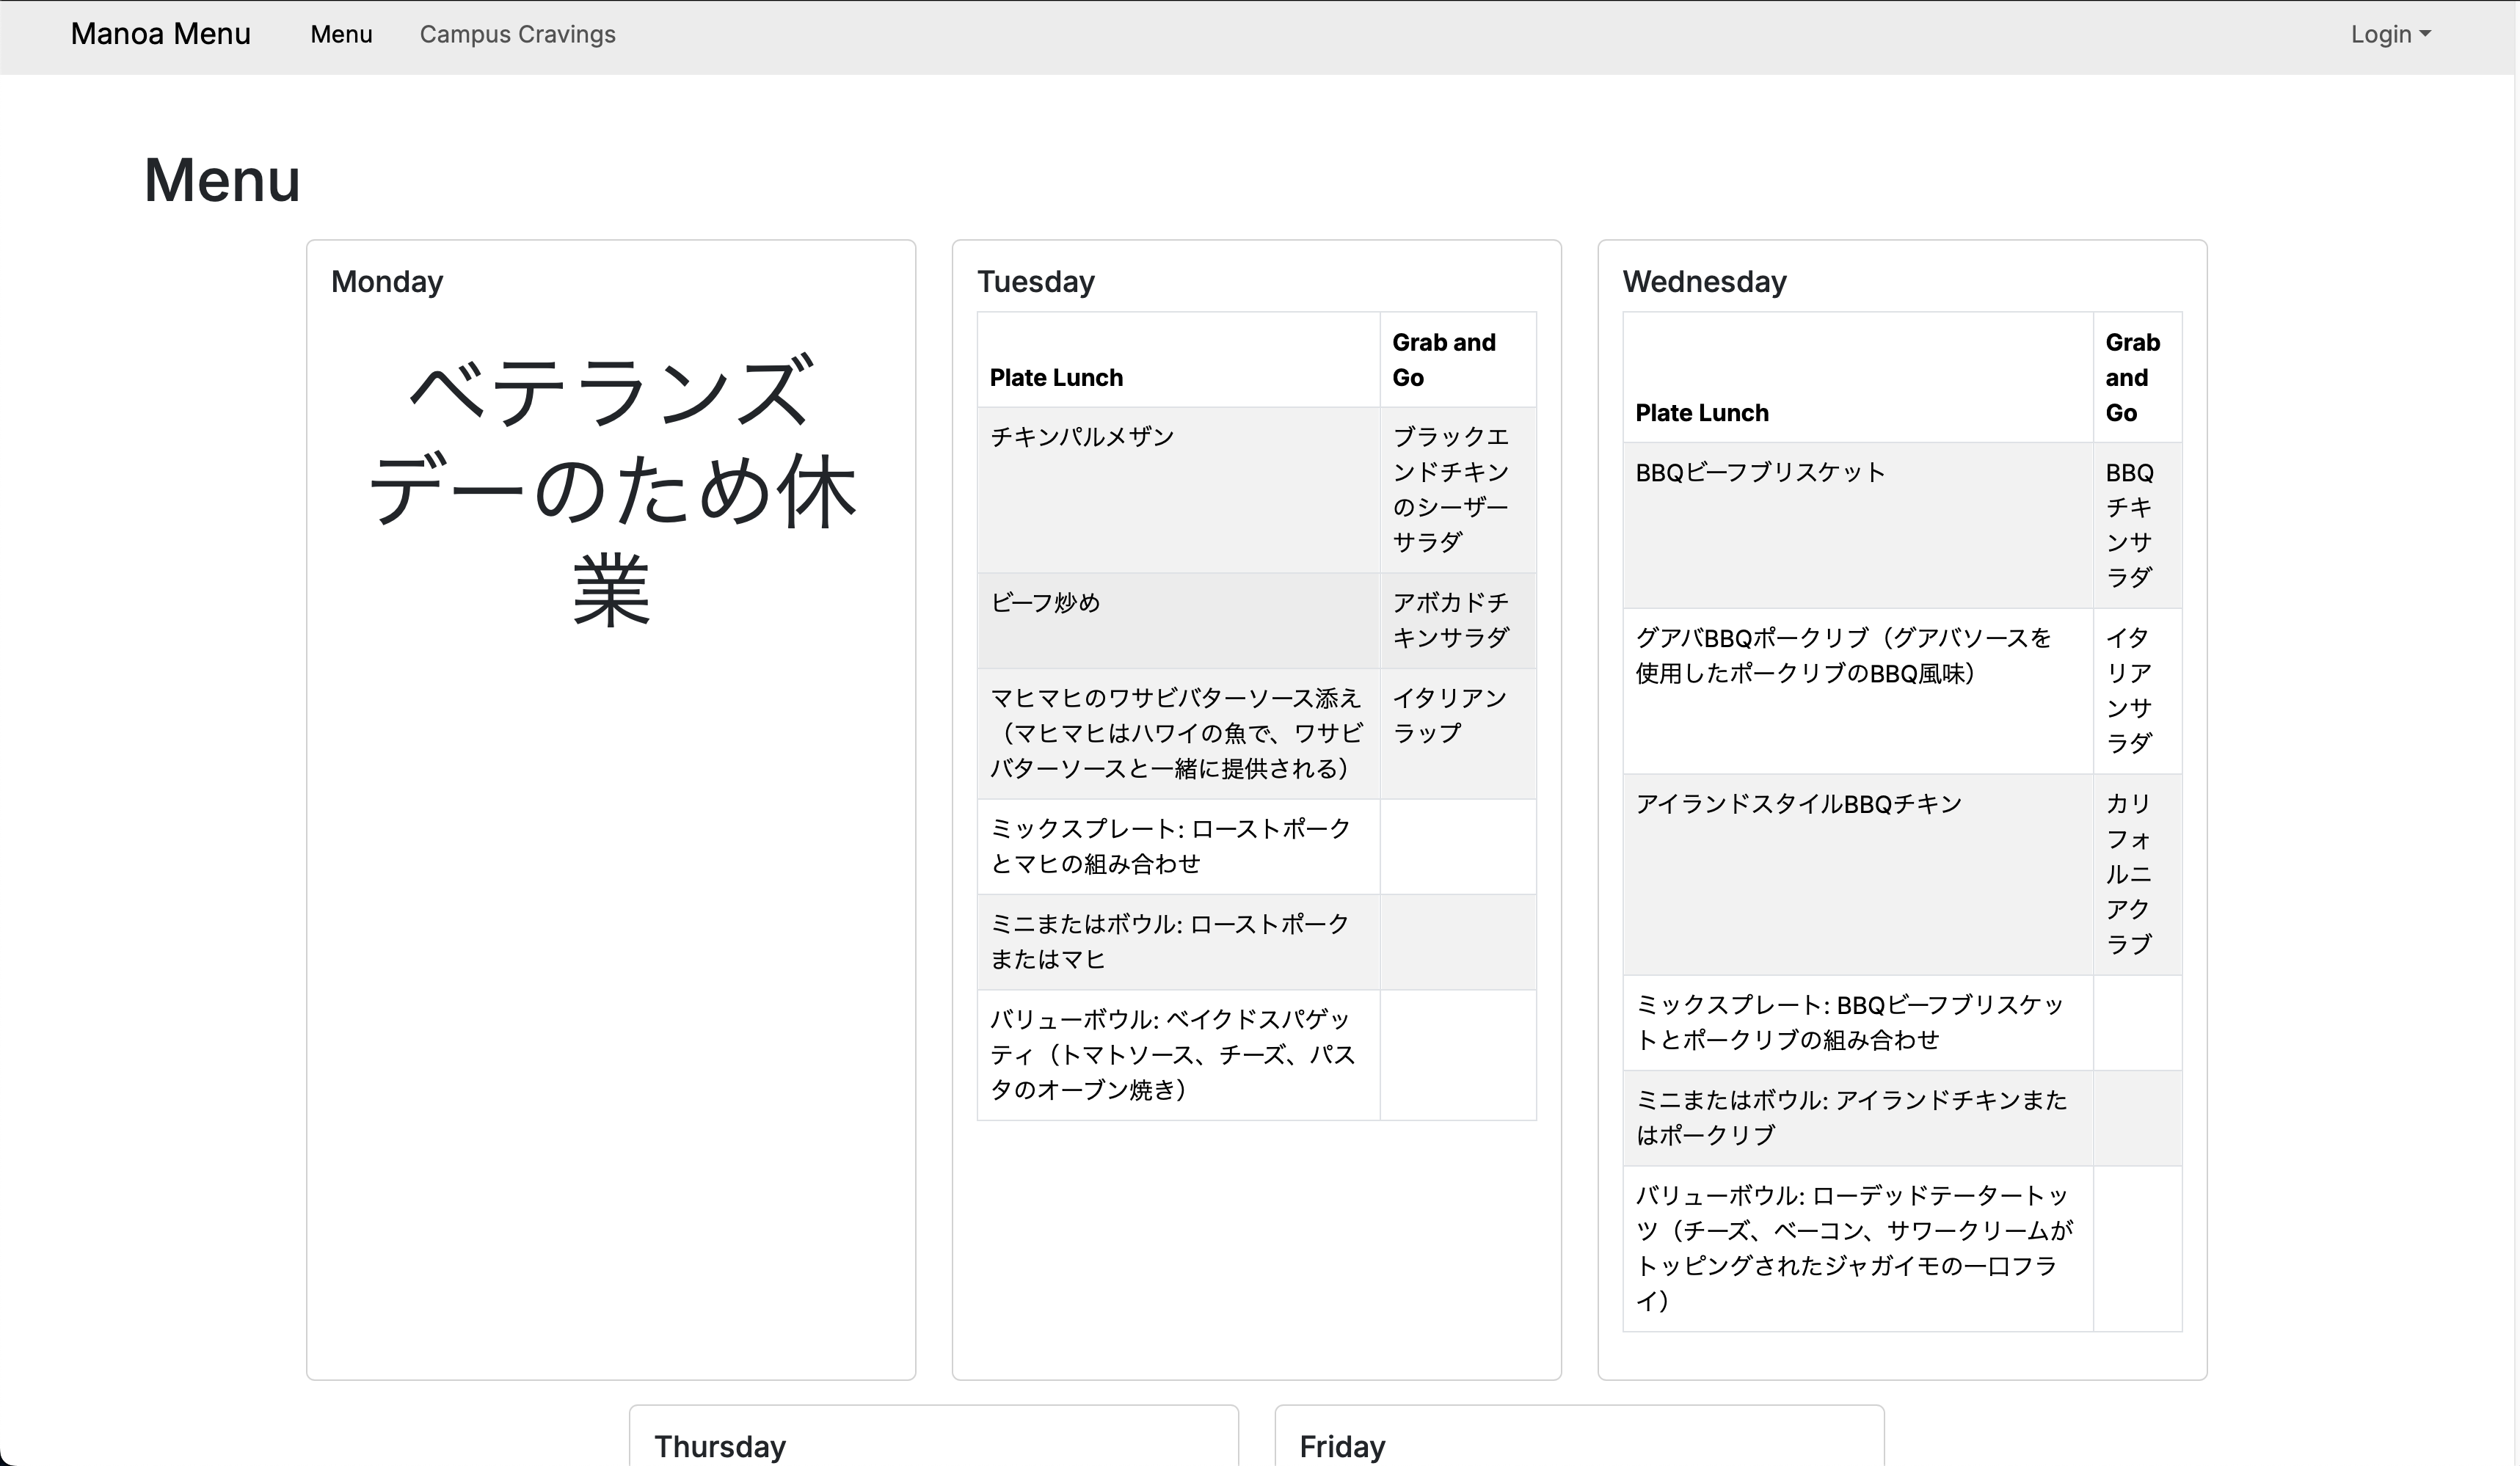 Manoa Menu
Menu
Campus Cravings
Login
Menu
Monday
ベテランズ
デーのため休
業
Tuesday
Plate Lunch
Grab and
Go
チキンパルメザン
ブラックエ
ンドチキン
のシーザー
サラダ
ビーフ炒め
アボカドチ
キンサラダ
マヒマヒのワサビバターソース添え
（マヒマヒはハワイの魚で、ワサビ
バターソースと一緒に提供される）
イタリアン
ラップ
ミックスプレート: ローストポーク
とマヒの組み合わせ
ミニまたはボウル: ローストポーク
またはマヒ
バリューボウル: ベイクドスパゲッ
ティ（トマトソース、チーズ、パス
タのオーブン焼き）
Wednesday
Plate Lunch
Grab
and
Go
BBQビーフブリスケット
BBQ
チキ
ンサ
ラダ
グアバBBQポークリブ（グアバソースを
使用したポークリブのBBQ風味）
イタ
リア
ンサ
ラダ
アイランドスタイルBBQチキン
カリ
フォ
ルニ
アク
ラブ
ミックスプレート: BBQビーフブリスケッ
トとポークリブの組み合わせ
ミニまたはボウル: アイランドチキンまた
はポークリブ
バリューボウル: ローデッドテータートッ
ツ（チーズ、ベーコン、サワークリームが
トッピングされたジャガイモの一口フラ
イ）
Thursday
Friday